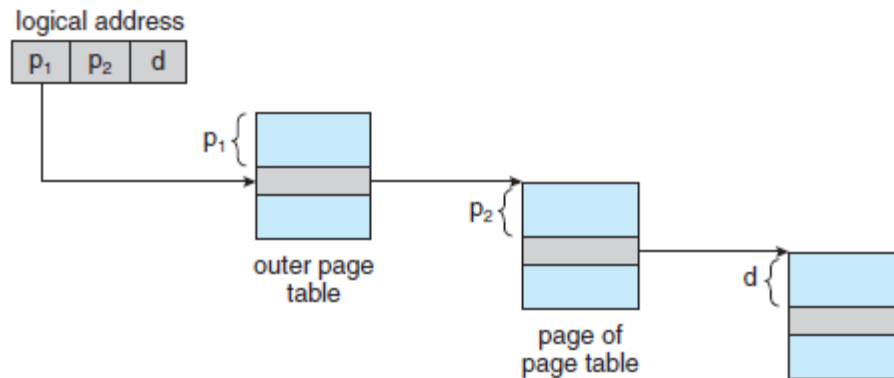 logical address
p₁ p₂ d
p₁
outer page
table
p₂
page of
page table
d